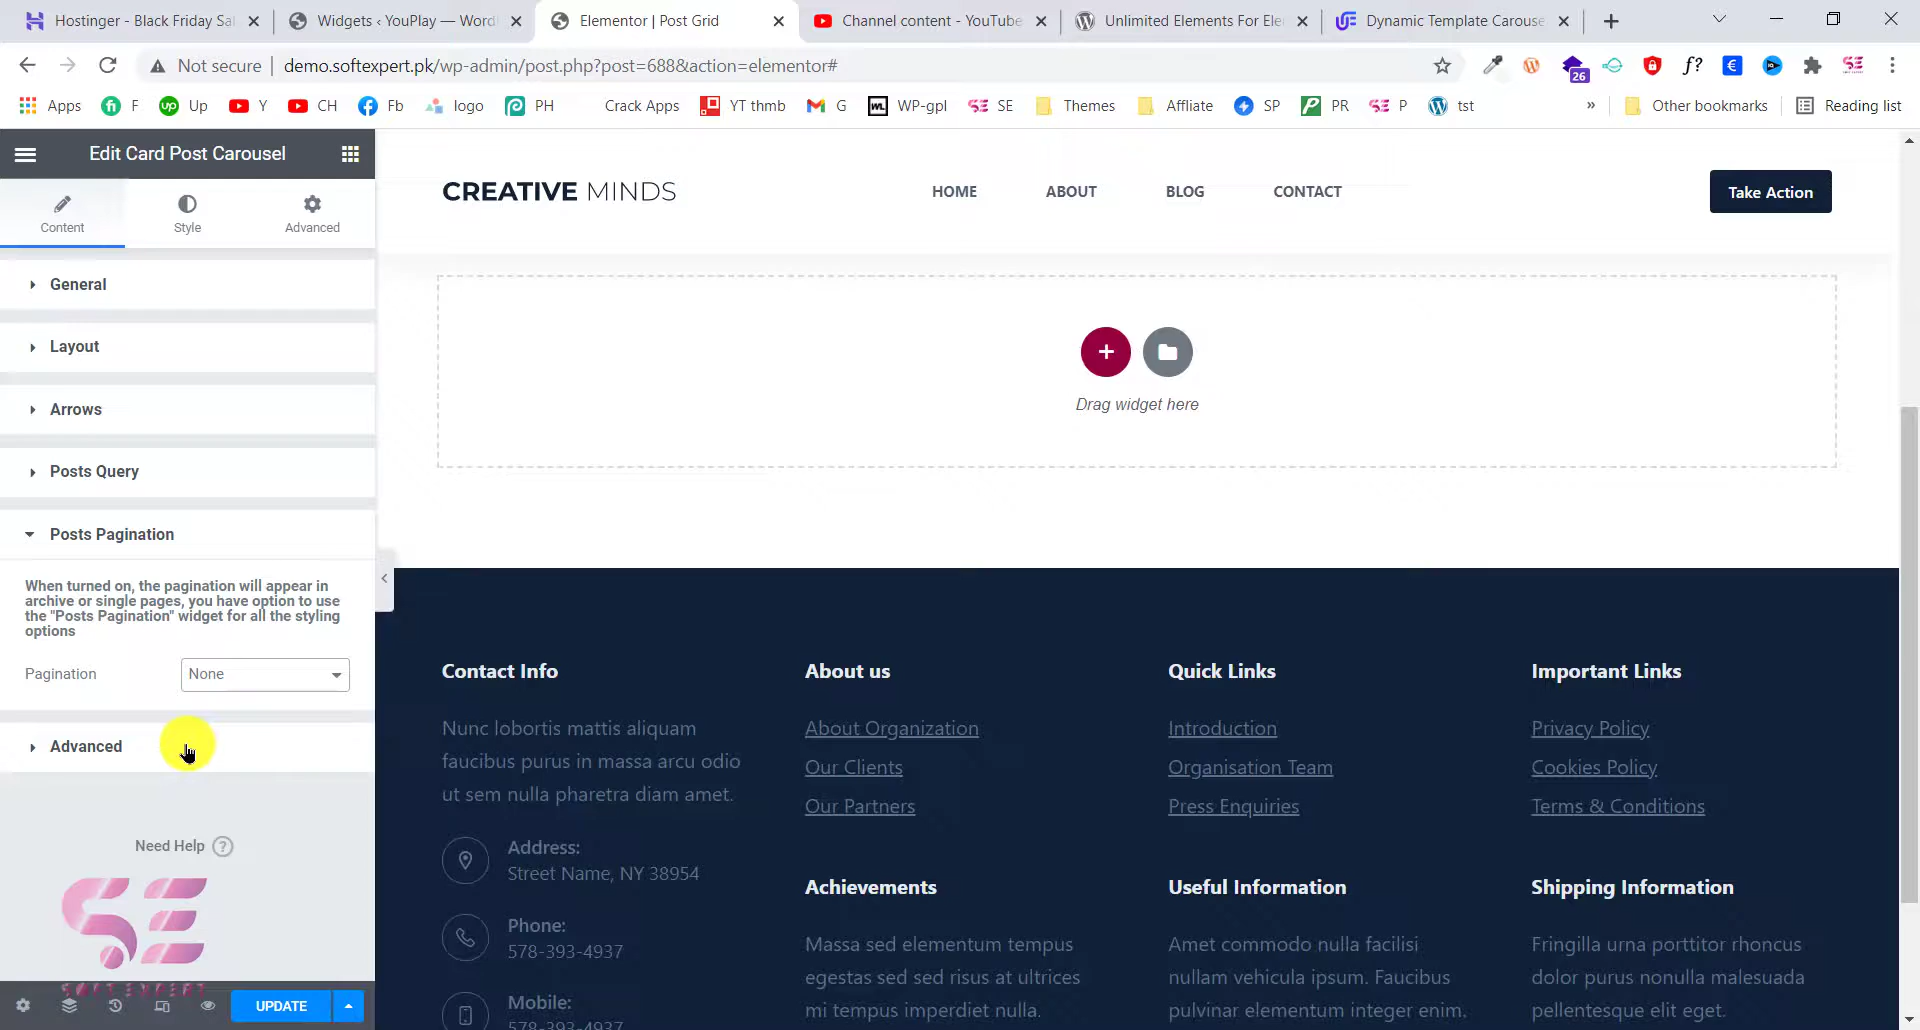 Hostinger - Black Friday Sal
Widgets ‹ YouPlay — Word
Elementor | Post Grid
Channel content - YouTube
Unlimited Elements For Ele
Dynamic Template Carouse
Not secure
demo.softexpert.pk/wp-admin/post.php?post=688&action=elementor#
f?
26
Apps
F
Up
Y
CH
Fb
logo
PH
Crack Apps
YT thmb
G
WP-gpl
SE
Themes
Affliate
SP
PR
P
tst
»
Other bookmarks
Reading list
Edit Card Post Carousel
Content
Style
Advanced
General
Layout
Arrows
Posts Query
Posts Pagination
When turned on, the pagination will appear in
archive or single pages, you have option to use
the "Posts Pagination" widget for all the styling
options
Pagination
None
Advanced
Need Help
SE
SOFT EXPERT
UPDATE
CREATIVE MINDS
HOME
ABOUT
BLOG
CONTACT
Take Action
Drag widget here
Contact Info
Nunc lobortis mattis aliquam
faucibus purus in massa arcu odio
ut sem nulla pharetra diam amet.
Address:
Street Name, NY 38954
Phone:
578-393-4937
Mobile:
578-393-4937
About us
About Organization
Our Clients
Our Partners
Achievements
Massa sed elementum tempus
egestas sed sed risus at ultrices
mi tempus imperdiet nulla.
Quick Links
Introduction
Organisation Team
Press Enquiries
Useful Information
Amet commodo nulla facilisi
nullam vehicula ipsum. Faucibus
pulvinar elementum integer enim.
Important Links
Privacy Policy
Cookies Policy
Terms & Conditions
Shipping Information
Fringilla urna porttitor rhoncus
dolor purus nonulla malesuada
pellentesque elit eget.